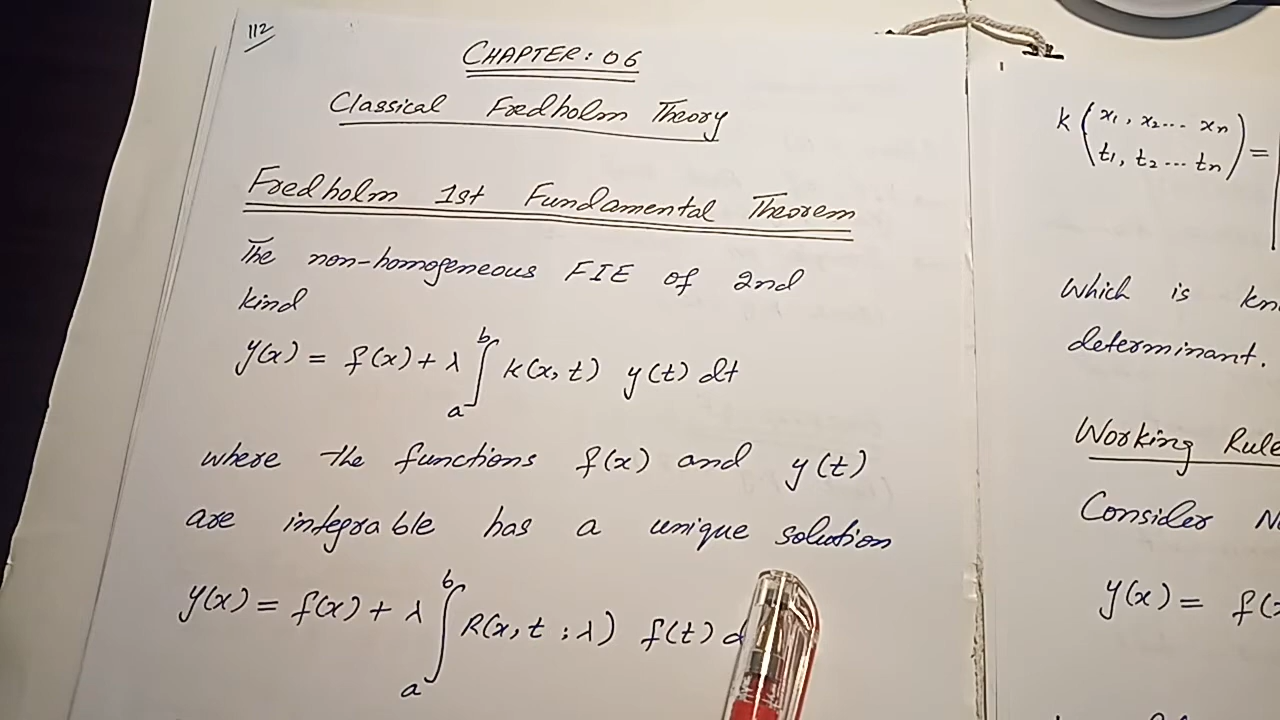 112
CHAPTER: 06
Classical Fredholm Theory
Fredholm 1st Fundamental Theorem
The non-homogeneous FIE of 2nd
kind
y(x) = f(x) + λ ∫_a^b k(x,t) y(t) dt
where the functions f(x) and y(t)
are integrable has a unique solution
y(x) = f(x) + λ ∫_a^b R(x,t;λ) f(t) d
k(x1, x2... xn
t1, t2 ... tn) =
Which is
determinant.
Working Rule
Consider
y(x) =